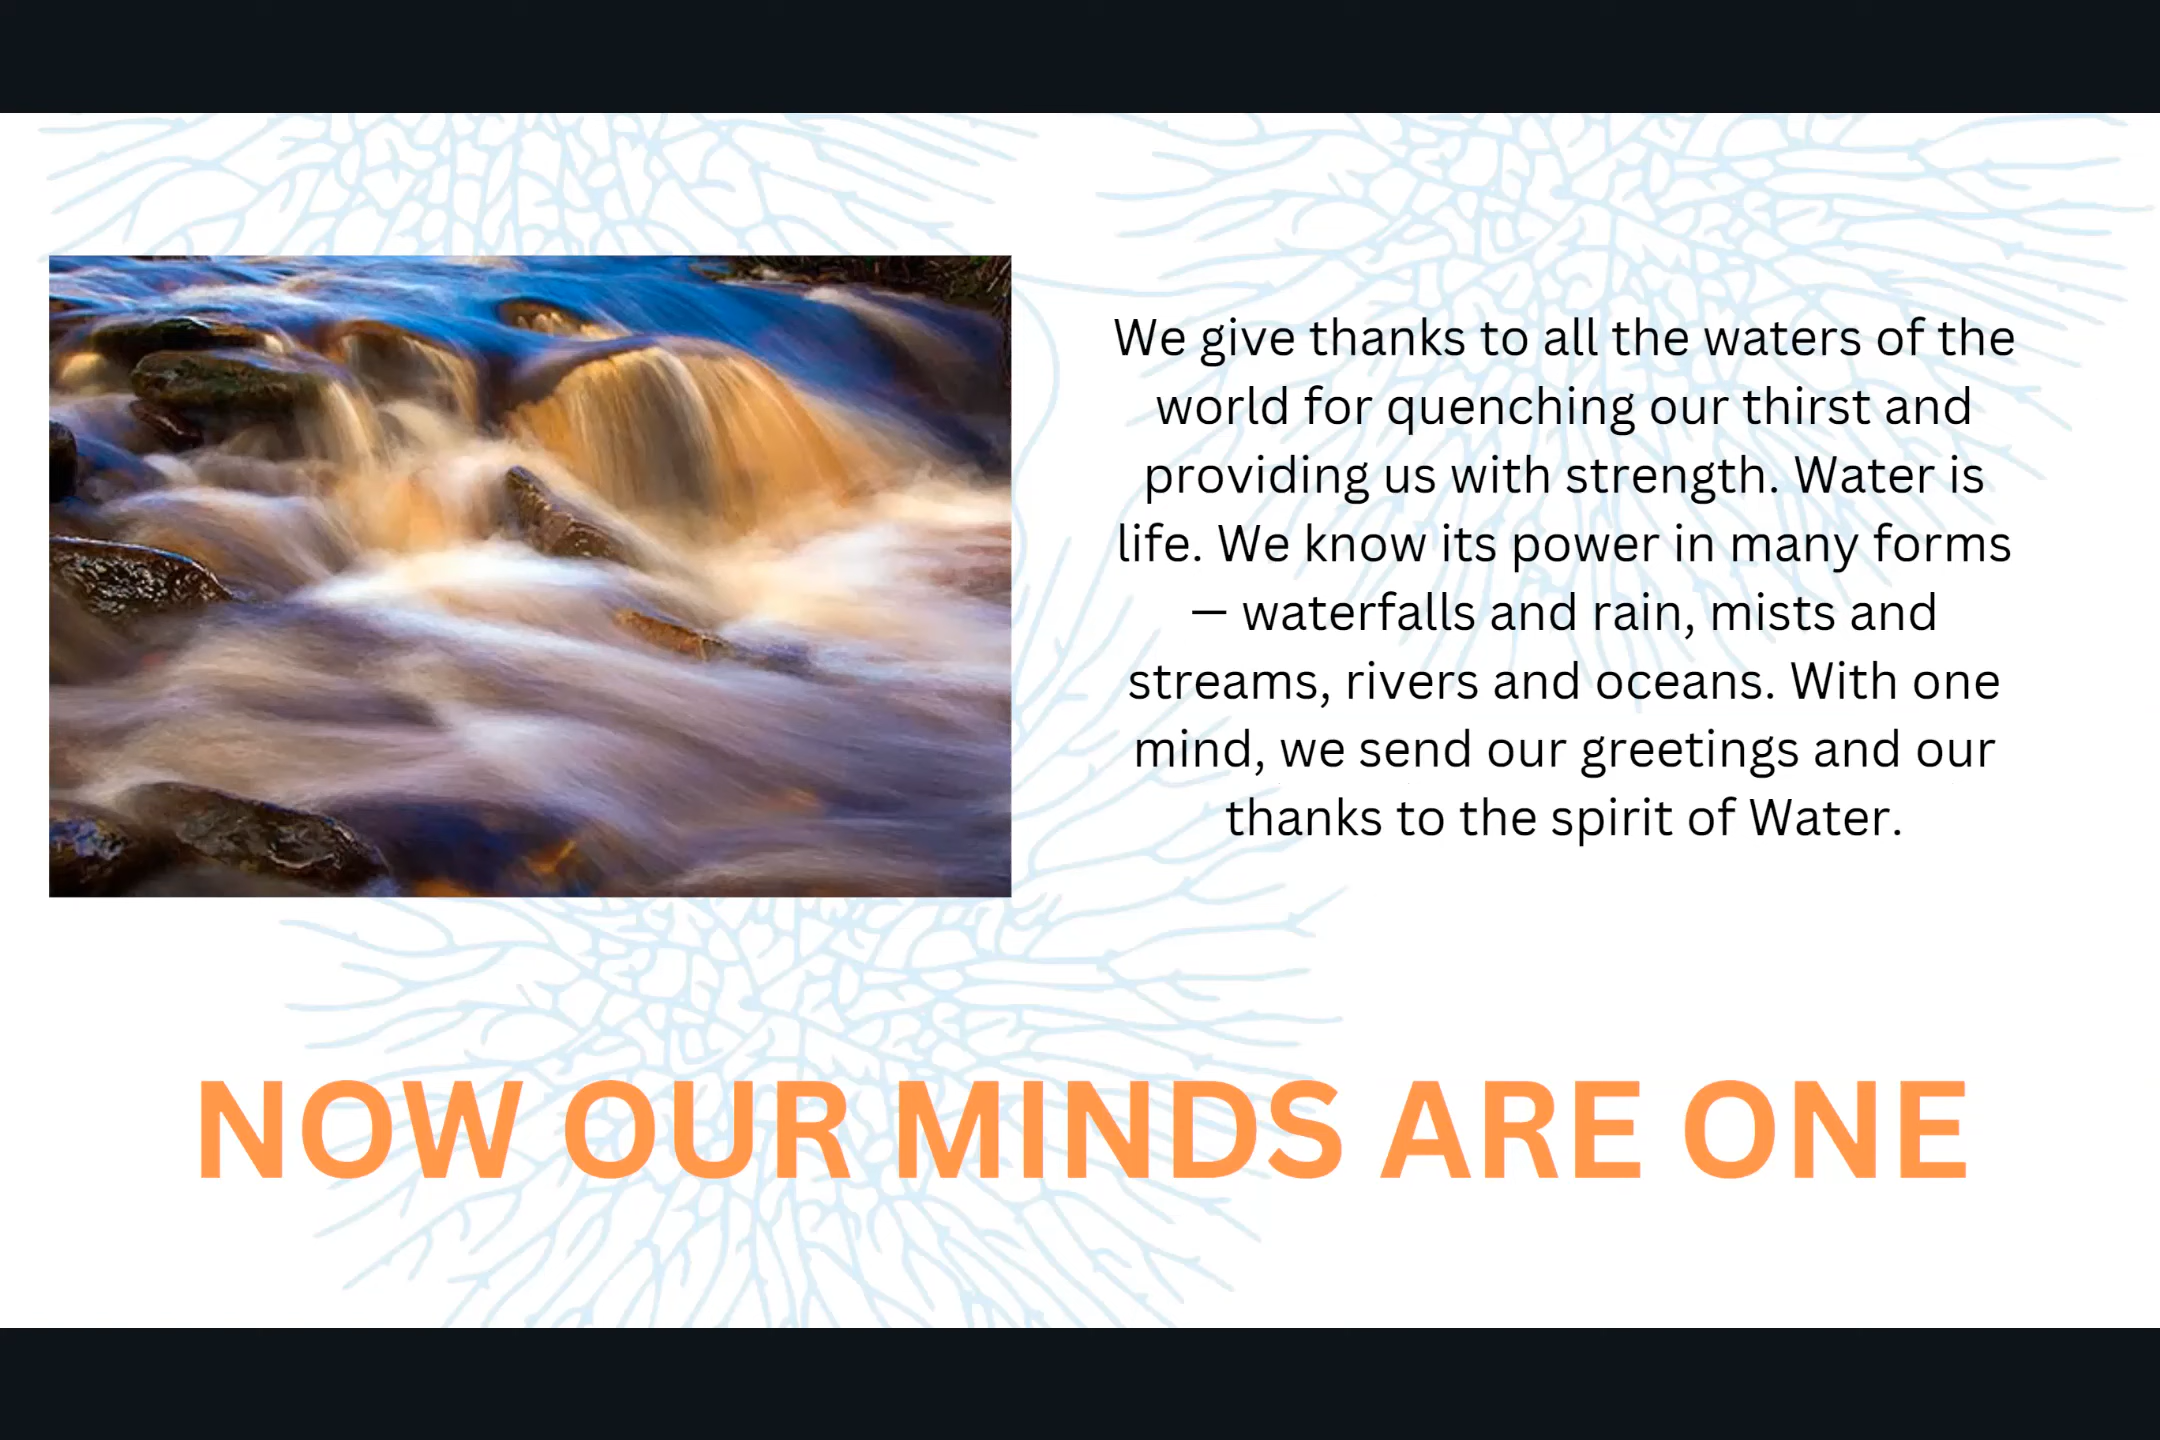 We give thanks to all the waters of the
world for quenching our thirst and
providing us with strength. Water is
life. We know its power in many forms
– waterfalls and rain, mists and
streams, rivers and oceans. With one
mind, we send our greetings and our
thanks to the spirit of Water.
NOW OUR MINDS ARE ONE